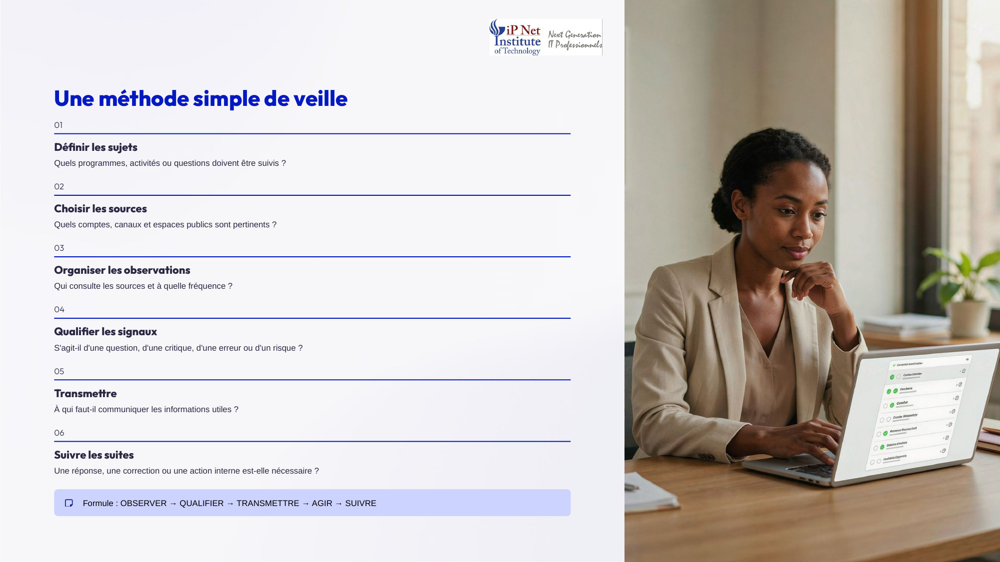 iP Net
Institute
of Technology
Next Generation
IT Professionnels
Une méthode simple de veille
01
Définir les sujets
Quels programmes, activités ou questions doivent être suivis ?
02
Choisir les sources
Quels comptes, canaux et espaces publics sont pertinents ?
03
Organiser les observations
Qui consulte les sources et à quelle fréquence ?
04
Qualifier les signaux
S'agit-il d'une question, d'une critique, d'une erreur ou d'un risque ?
05
Transmettre
À qui faut-il communiquer les informations utiles ?
06
Suivre les suites
Une réponse, une correction ou une action interne est-elle nécessaire ?
Formule : OBSERVER → QUALIFIER → TRANSMETTRE → AGIR → SUIVRE